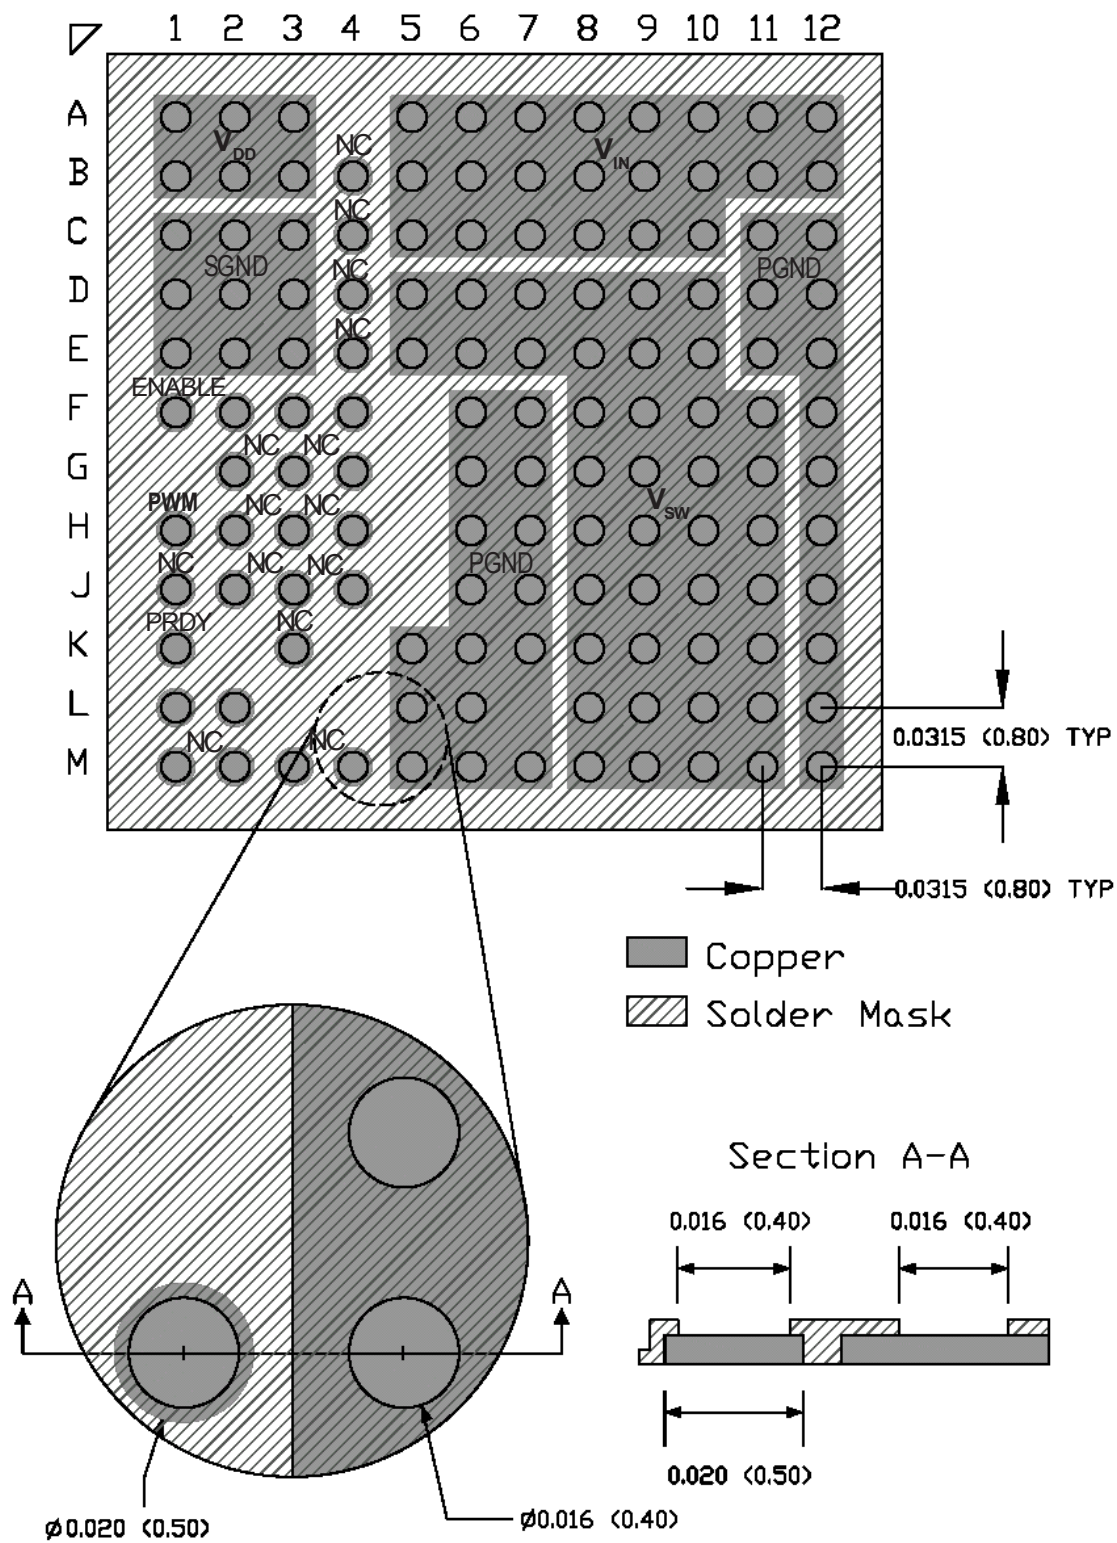 1 2 3 4 5 6 7 8 9 10 11 12
A
V DD
NC
V IN
B
NC
C
SGND
NC
PGND
D
NC
E
ENABLE
F
NC NC
G
PWM
NC NC
V SW
H
NC
NC NC
PGND
J
PRDY
NC
K
L
0.0315 (0.80) TYP
NC
NC
M
0.0315 (0.80) TYP
Copper
Solder Mask
Section A-A
0.016 (0.40)
0.016 (0.40)
A
A
0.020 (0.50)
Ø0.020 (0.50)
Ø0.016 (0.40)